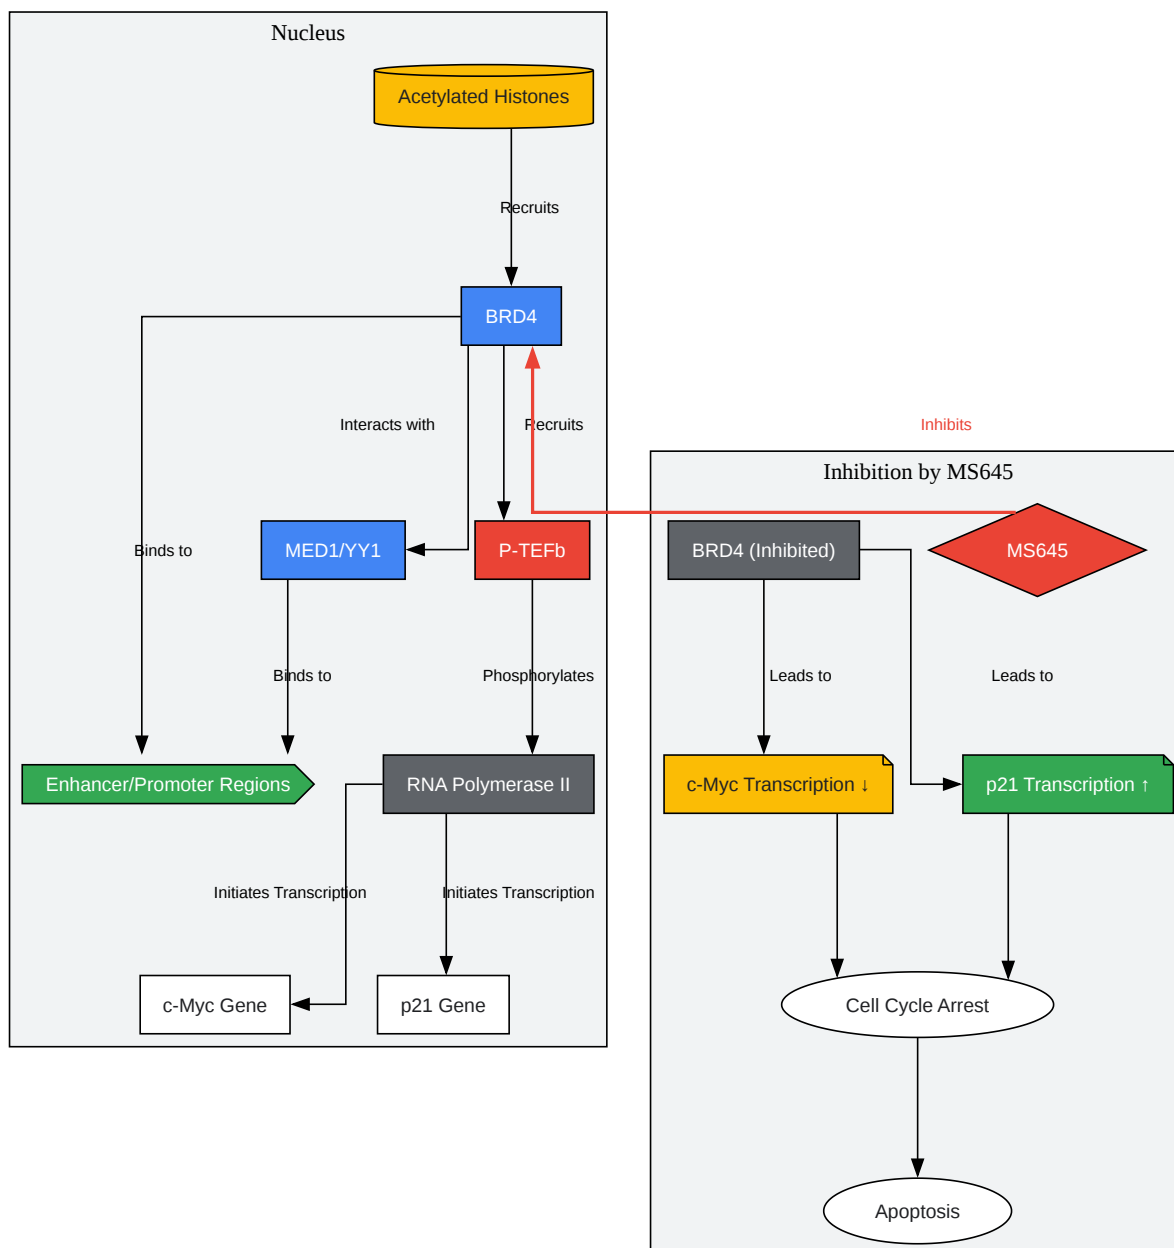 Nucleus
Acetylated Histones
Recruits
BRD4
Interacts with
Recruits
Inhibits
Inhibition by MS645
Binds to
MED1/YY1
P-TEFb
BRD4 (Inhibited)
MS645
Binds to
Phosphorylates
Leads to
Leads to
Enhancer/Promoter Regions
RNA Polymerase II
c-Myc Transcription ↓
p21 Transcription ↑
Initiates Transcription
Initiates Transcription
c-Myc Gene
p21 Gene
Cell Cycle Arrest
Apoptosis